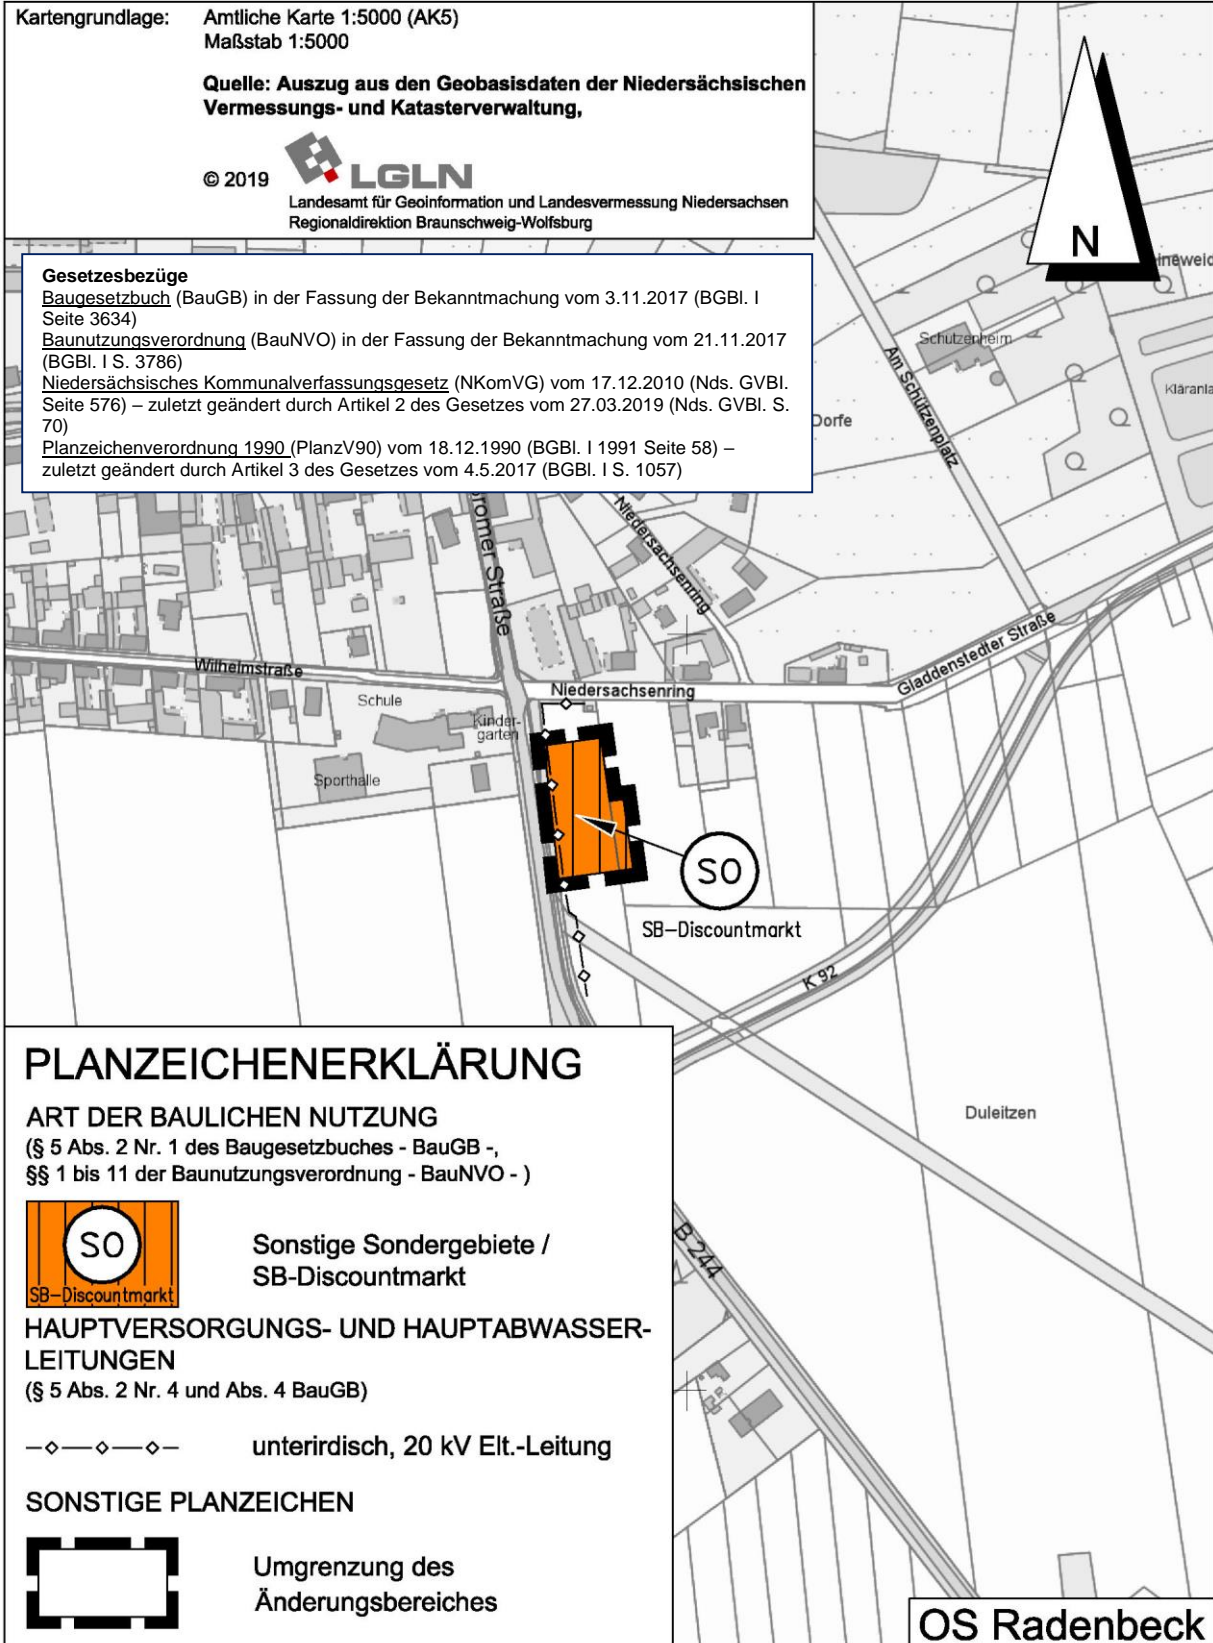 Kartengrundlage: Amtliche Karte 1:5000 (AK5)
Maßstab 1:5000
Quelle: Auszug aus den Geobasisdaten der Niedersächsischen
Vermessungs- und Katasterverwaltung,
© 2019 LGLN
Landesamt für Geoinformation und Landesvermessung Niedersachsen
Regionaldirektion Braunschweig-Wolfsburg
N
Gesetzesbezüge
Baugesetzbuch (BauGB) in der Fassung der Bekanntmachung vom 3.11.2017 (BGBl. I
Seite 3634)
Baunutzungsverordnung (BauNVO) in der Fassung der Bekanntmachung vom 21.11.2017
(BGBl. I S. 3786)
Niedersächsisches Kommunalverfassungsgesetz (NKomVG) vom 17.12.2010 (Nds. GVBl.
Seite 576) – zuletzt geändert durch Artikel 2 des Gesetzes vom 27.03.2019 (Nds. GVBl. S.
70)
Planzeichenverordnung 1990 (PlanzV90) vom 18.12.1990 (BGBl. I 1991 Seite 58) –
zuletzt geändert durch Artikel 3 des Gesetzes vom 4.5.2017 (BGBl. I S. 1057)
ineweid
Schützenheim
Am Schützenplatz
Kläranla
Dorfe
romer Straße
Niedersachsenring
Wilhelmstraße
Schule
Kinder-
garten
Sporthalle
Niedersachsenring
Gladdenstedter Straße
SO
SB-Discountmarkt
K 92
Duleitzen
B 244
PLANZEICHENERKLÄRUNG
ART DER BAULICHEN NUTZUNG
(§ 5 Abs. 2 Nr. 1 des Baugesetzbuches - BauGB -,
§§ 1 bis 11 der Baunutzungsverordnung - BauNVO - )
SO
SB-Discountmarkt
Sonstige Sondergebiete /
SB-Discountmarkt
HAUPTVERSORGUNGS- UND HAUPTABWASSER-
LEITUNGEN
(§ 5 Abs. 2 Nr. 4 und Abs. 4 BauGB)
unterirdisch, 20 kV Elt.-Leitung
SONSTIGE PLANZEICHEN
Umgrenzung des
Änderungsbereiches
OS Radenbeck